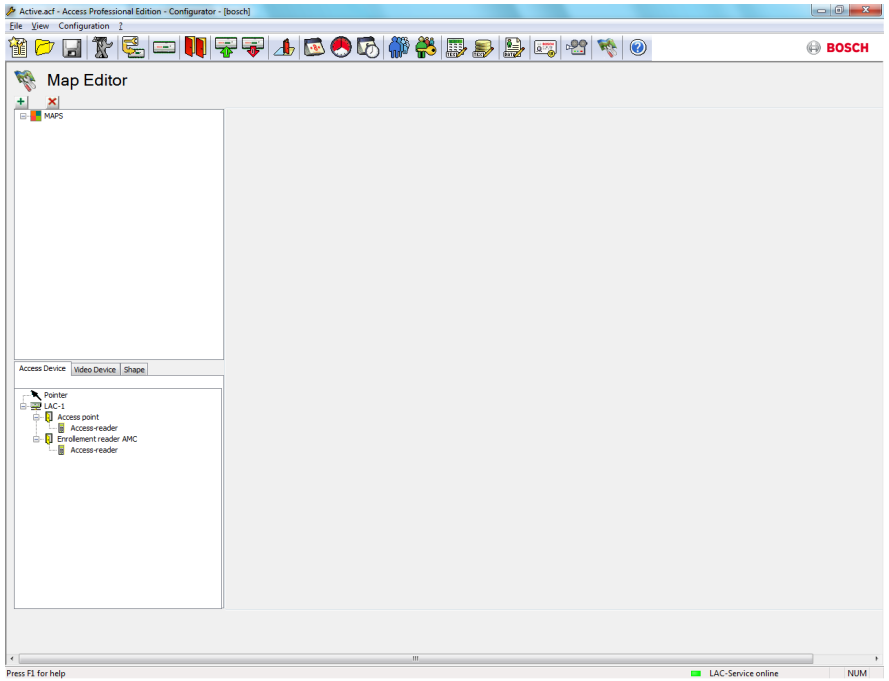 Active.acf - Access Professional Edition - Configurator - [bosch]
File View Configuration ?
BOSCH
Map Editor
MAPS
Access Device Video Device Shape
Pointer
LAC-1
Access point
Access-reader
Enrollement reader AMC
Access-reader
Press F1 for help LAC-Service online NUM